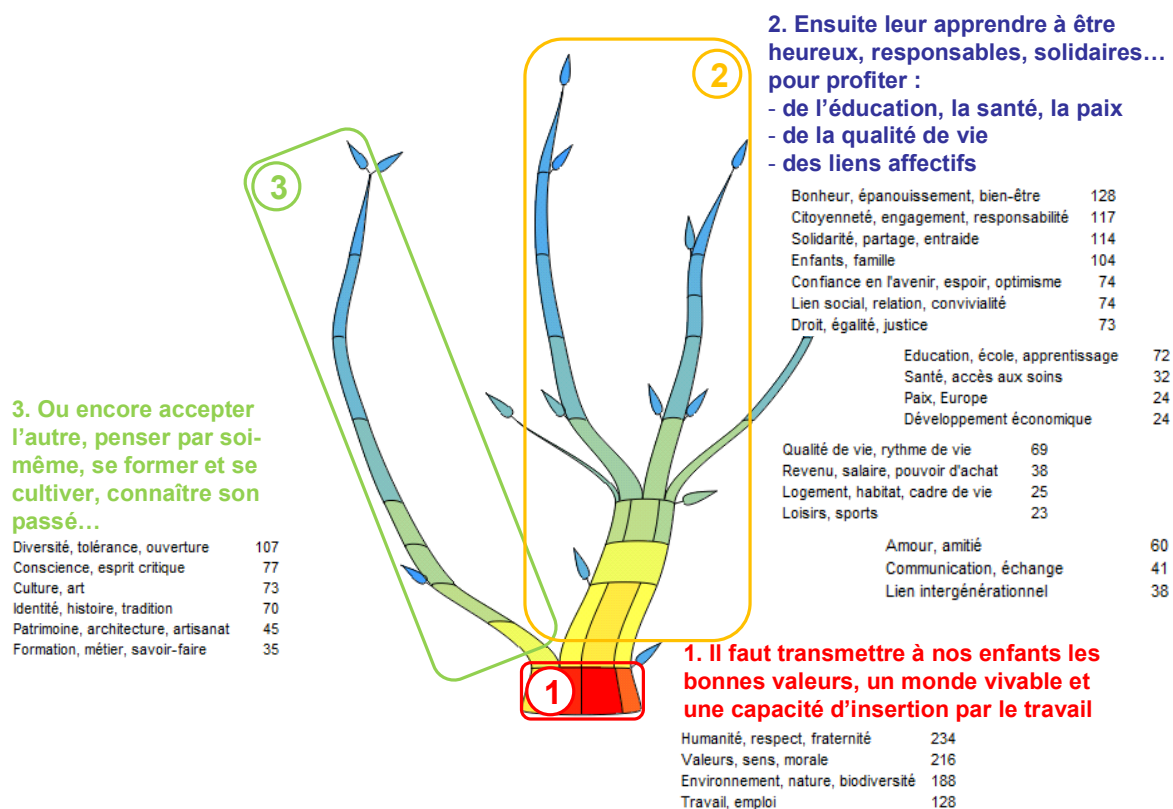 2. Ensuite leur apprendre à être
heureux, responsables, solidaires…
pour profiter :
- de l’éducation, la santé, la paix
- de la qualité de vie
- des liens affectifs
Bonheur, épanouissement, bien-être 128
Citoyenneté, engagement, responsabilité 117
Solidarité, partage, entraide 114
Enfants, famille 104
Confiance en l'avenir, espoir, optimisme 74
Lien social, relation, convivialité 74
Droit, égalité, justice 73
Education, école, apprentissage 72
Santé, accès aux soins 32
Paix, Europe 24
Développement économique 24
Qualité de vie, rythme de vie 69
Revenu, salaire, pouvoir d'achat 38
Logement, habitat, cadre de vie 25
Loisirs, sports 23
Amour, amitié 60
Communication, échange 41
Lien intergénérationnel 38
2
3
3. Ou encore accepter
l’autre, penser par soi-
même, se former et se
cultiver, connaître son
passé…
Diversité, tolérance, ouverture 107
Conscience, esprit critique 77
Culture, art 73
Identité, histoire, tradition 70
Patrimoine, architecture, artisanat 45
Formation, métier, savoir-faire 35
1
1. Il faut transmettre à nos enfants les
bonnes valeurs, un monde vivable et
une capacité d’insertion par le travail
Humanité, respect, fraternité 234
Valeurs, sens, morale 216
Environnement, nature, biodiversité 188
Travail, emploi 128